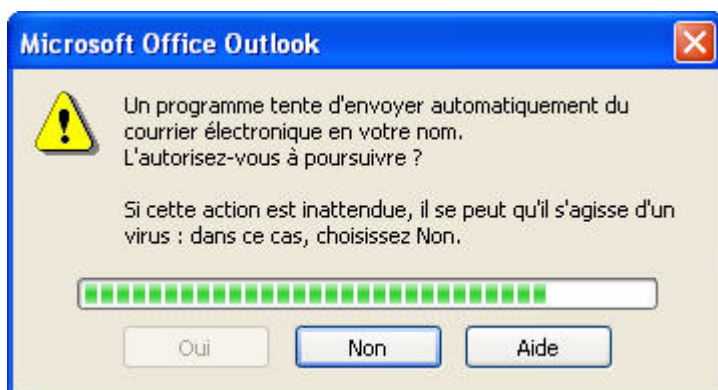 Microsoft Office Outlook
Un programme tente d'envoyer automatiquement du
courrier électronique en votre nom.
L'autorisez-vous à poursuivre ?
Si cette action est inattendue, il se peut qu'il s'agisse d'un
virus : dans ce cas, choisissez Non.
Oui Non Aide